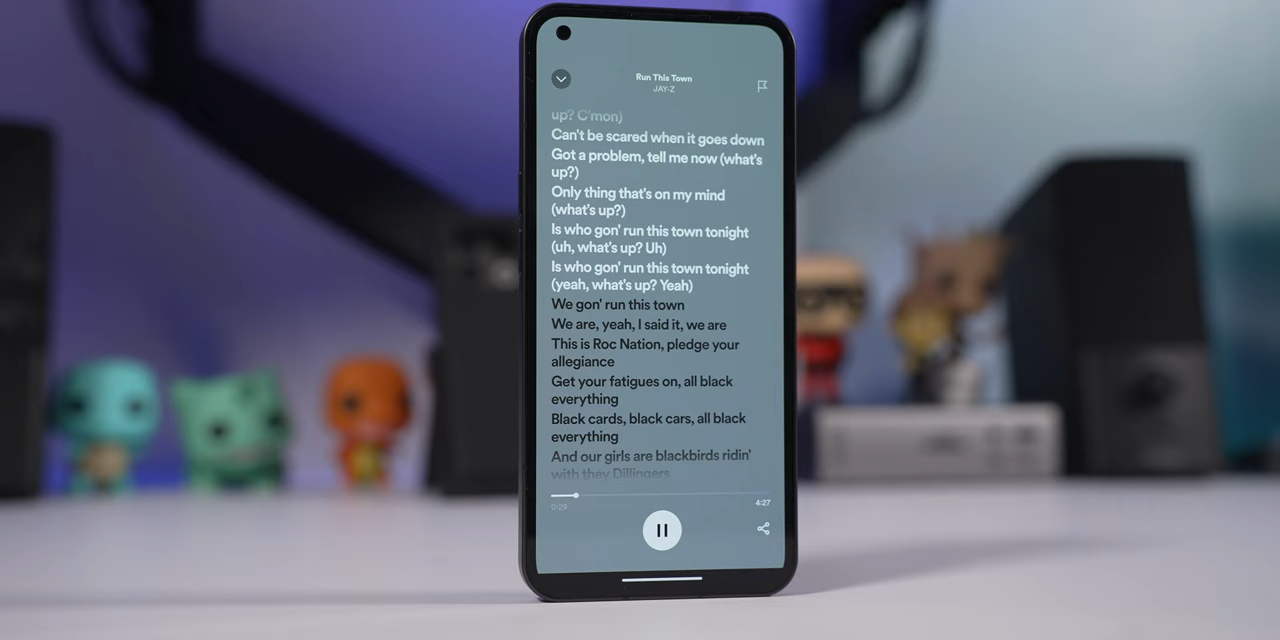 Run This Town
JAY-Z
up? C'mon)
Can't be scared when it goes down
Got a problem, tell me now (what's
up?)
Only thing that's on my mind
(what's up?)
Is who gon' run this town tonight
(uh, what's up? Uh)
Is who gon' run this town tonight
(yeah, what's up? Yeah)
We gon' run this town
We are, yeah, I said it, we are
This is Roc Nation, pledge your
allegiance
Get your fatigues on, all black
everything
Black cards, black cars, all black
everything
And our girls are blackbirds ridin'
with they Dillingers
0:29
4:27